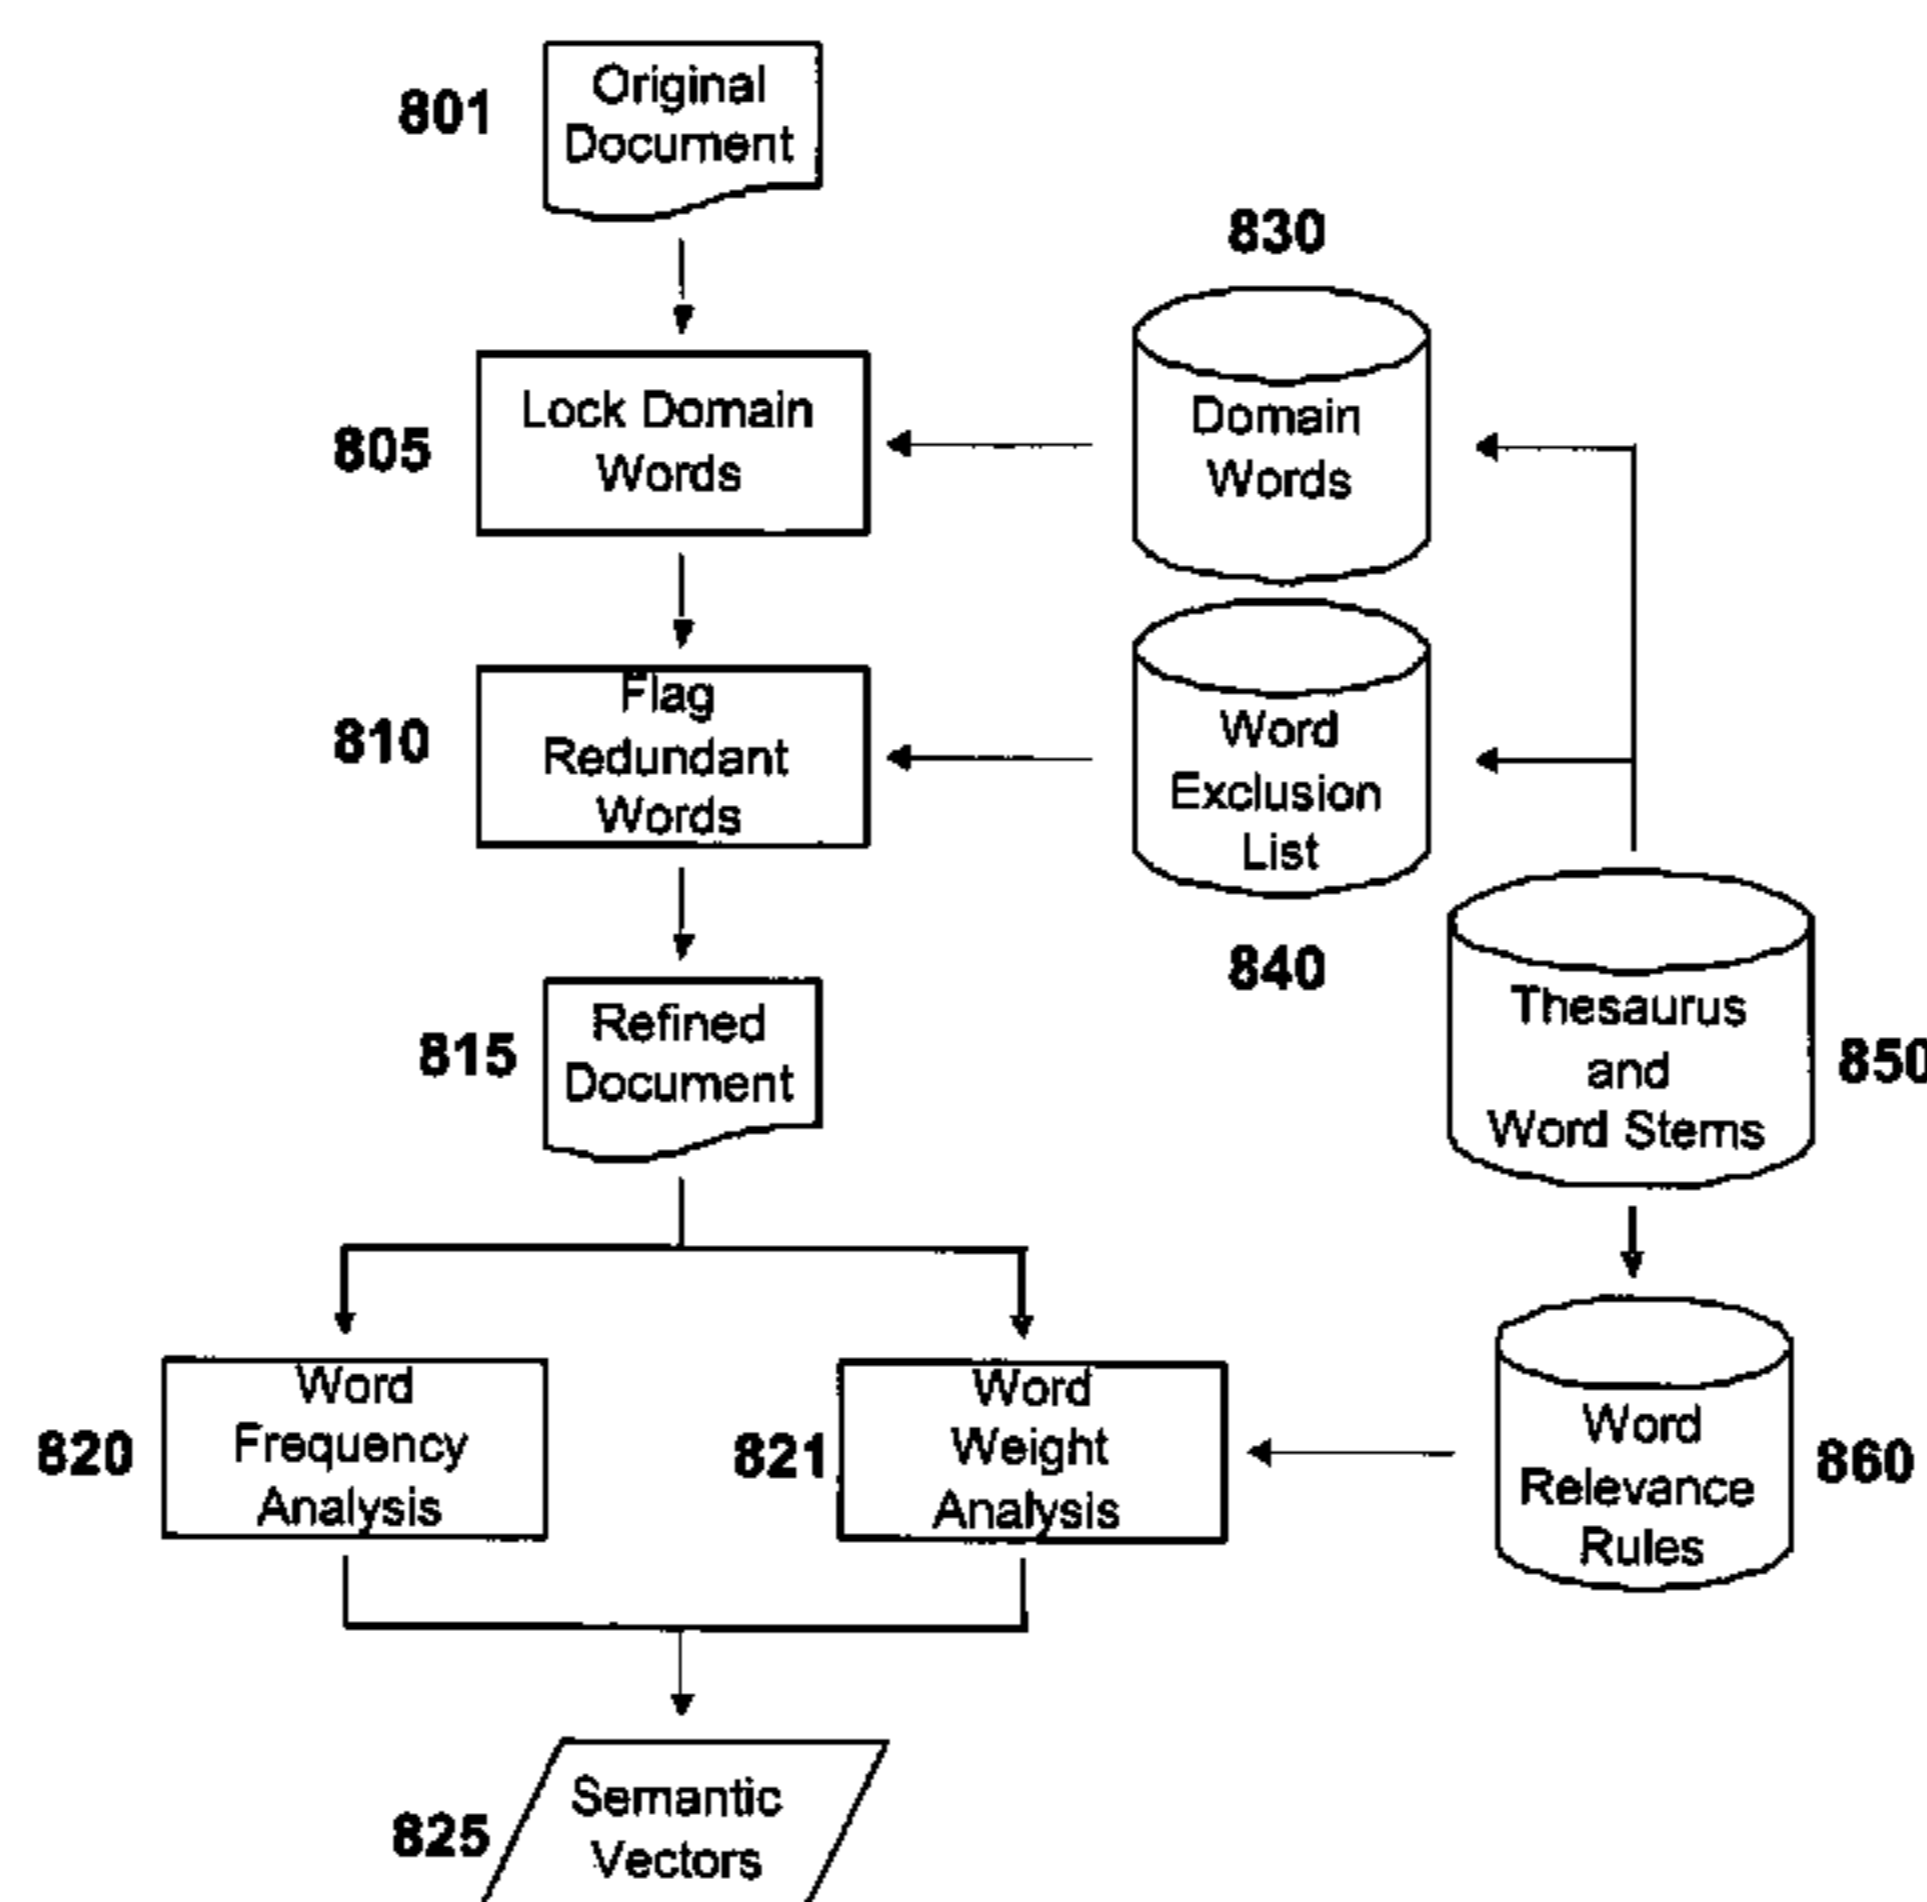 801
Original
Document
830
805
Lock Domain
Words
Domain
Words
810
Flag
Redundant
Words
Word
Exclusion
List
840
815
Refined
Document
Thesaurus
and
Word Stems
850
820
Word
Frequency
Analysis
821
Word
Weight
Analysis
Word
Relevance
Rules
860
825
Semantic
Vectors